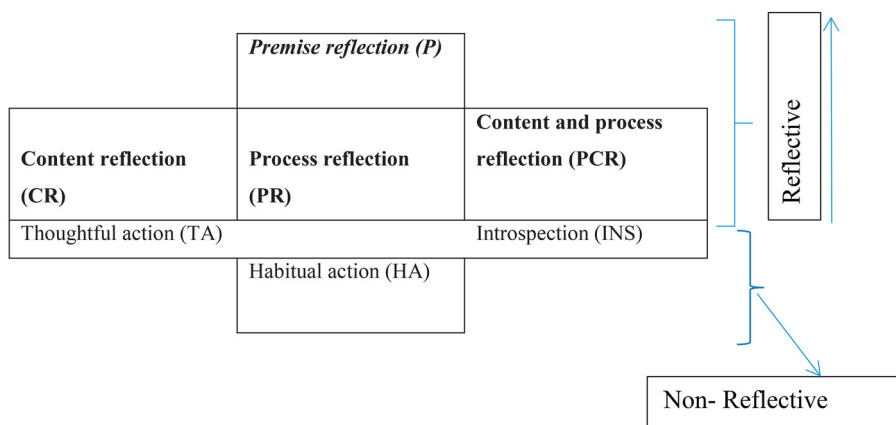 Premise reflection (P)
Content reflection
(CR)
Process reflection
(PR)
Content and process
reflection (PCR)
Thoughtful action (TA)
Introspection (INS)
Habitual action (HA)
Reflective
Non- Reflective